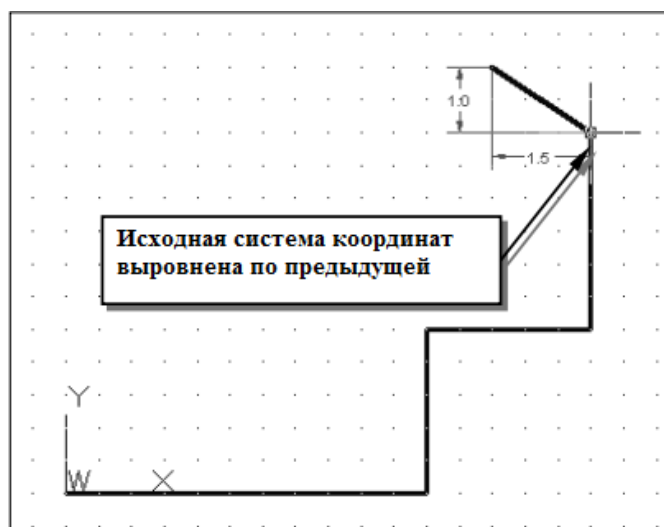 1.0
1.5
Исходная система координат
выровнена по предыдущей
Y
W X